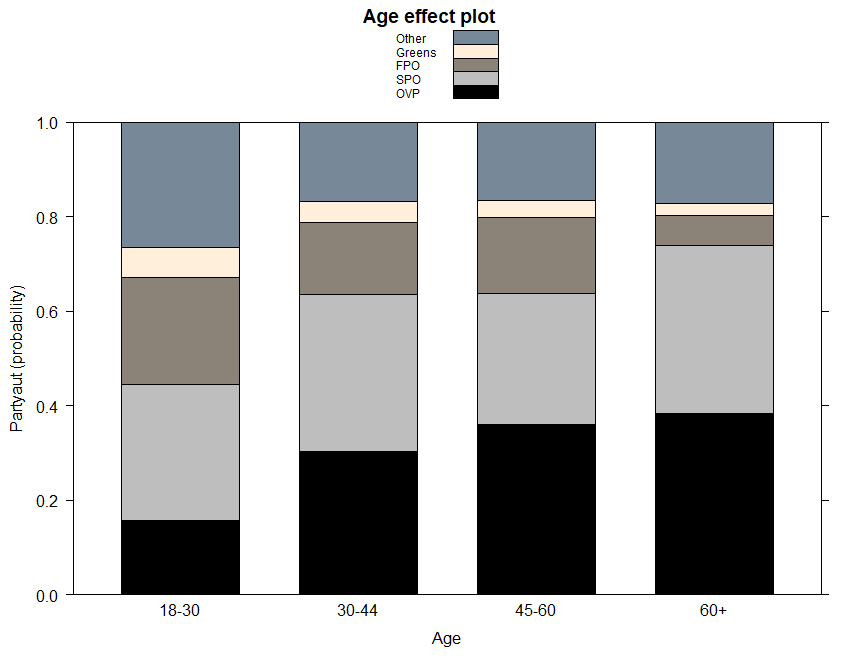 Age effect plot
Other
Greens
FPO
SPO
OVP
1.0
0.8
0.6
0.4
0.2
0.0
Partyaut (probability)
18-30 30-44 45-60 60+
Age